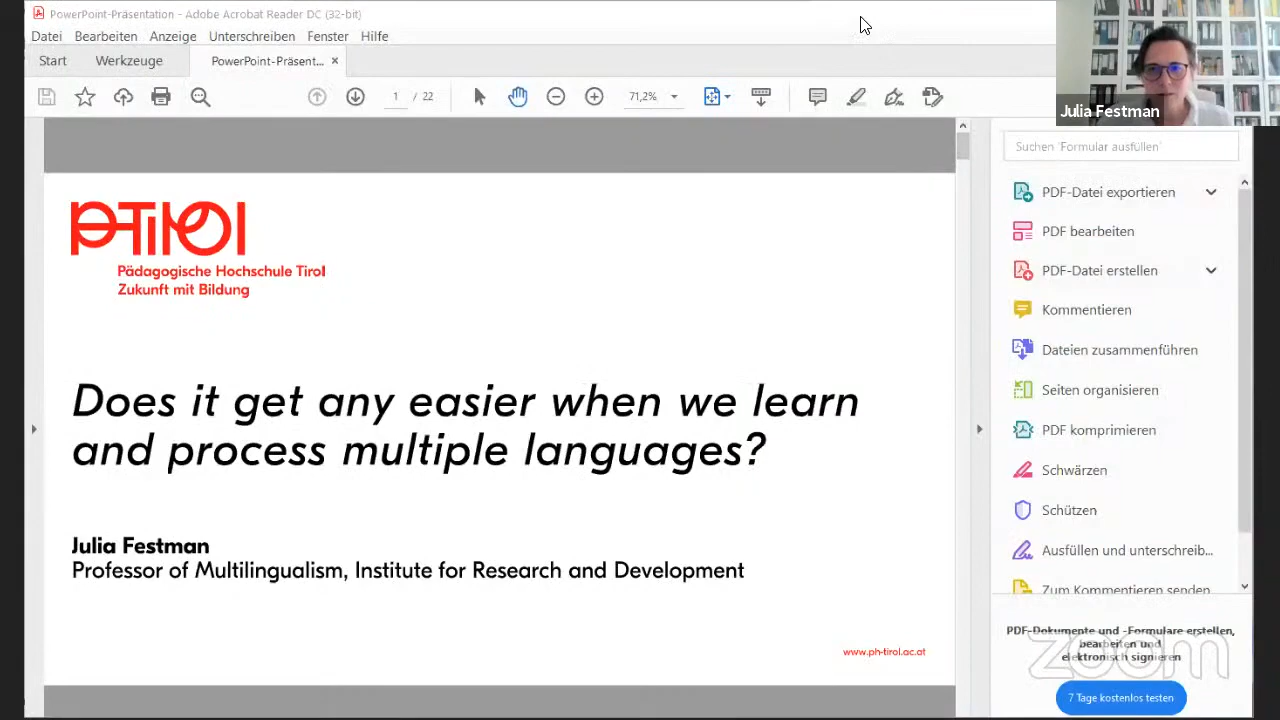 PowerPoint-Präsentation - Adobe Acrobat Reader DC (32-bit)
Datei Bearbeiten Anzeige Unterschreiben Fenster Hilfe
Start Werkzeuge PowerPoint-Präsent... ×
1 / 22 71,2%
Julia Festman
Suchen 'Formular ausfüllen'
PDF-Datei exportieren
PDF bearbeiten
PDF-Datei erstellen
Kommentieren
Dateien zusammenführen
Seiten organisieren
PDF komprimieren
Schwärzen
Schützen
Ausfüllen und unterschreib...
Zum Kommentieren senden
PDF-Dokumente und -Formulare erstellen,
bearbeiten und
elektronisch signieren
zoom
7 Tage kostenlos testen
PHTirol
Pädagogische Hochschule Tirol
Zukunft mit Bildung
Does it get any easier when we learn
and process multiple languages?
Julia Festman
Professor of Multilingualism, Institute for Research and Development
www.ph-tirol.ac.at